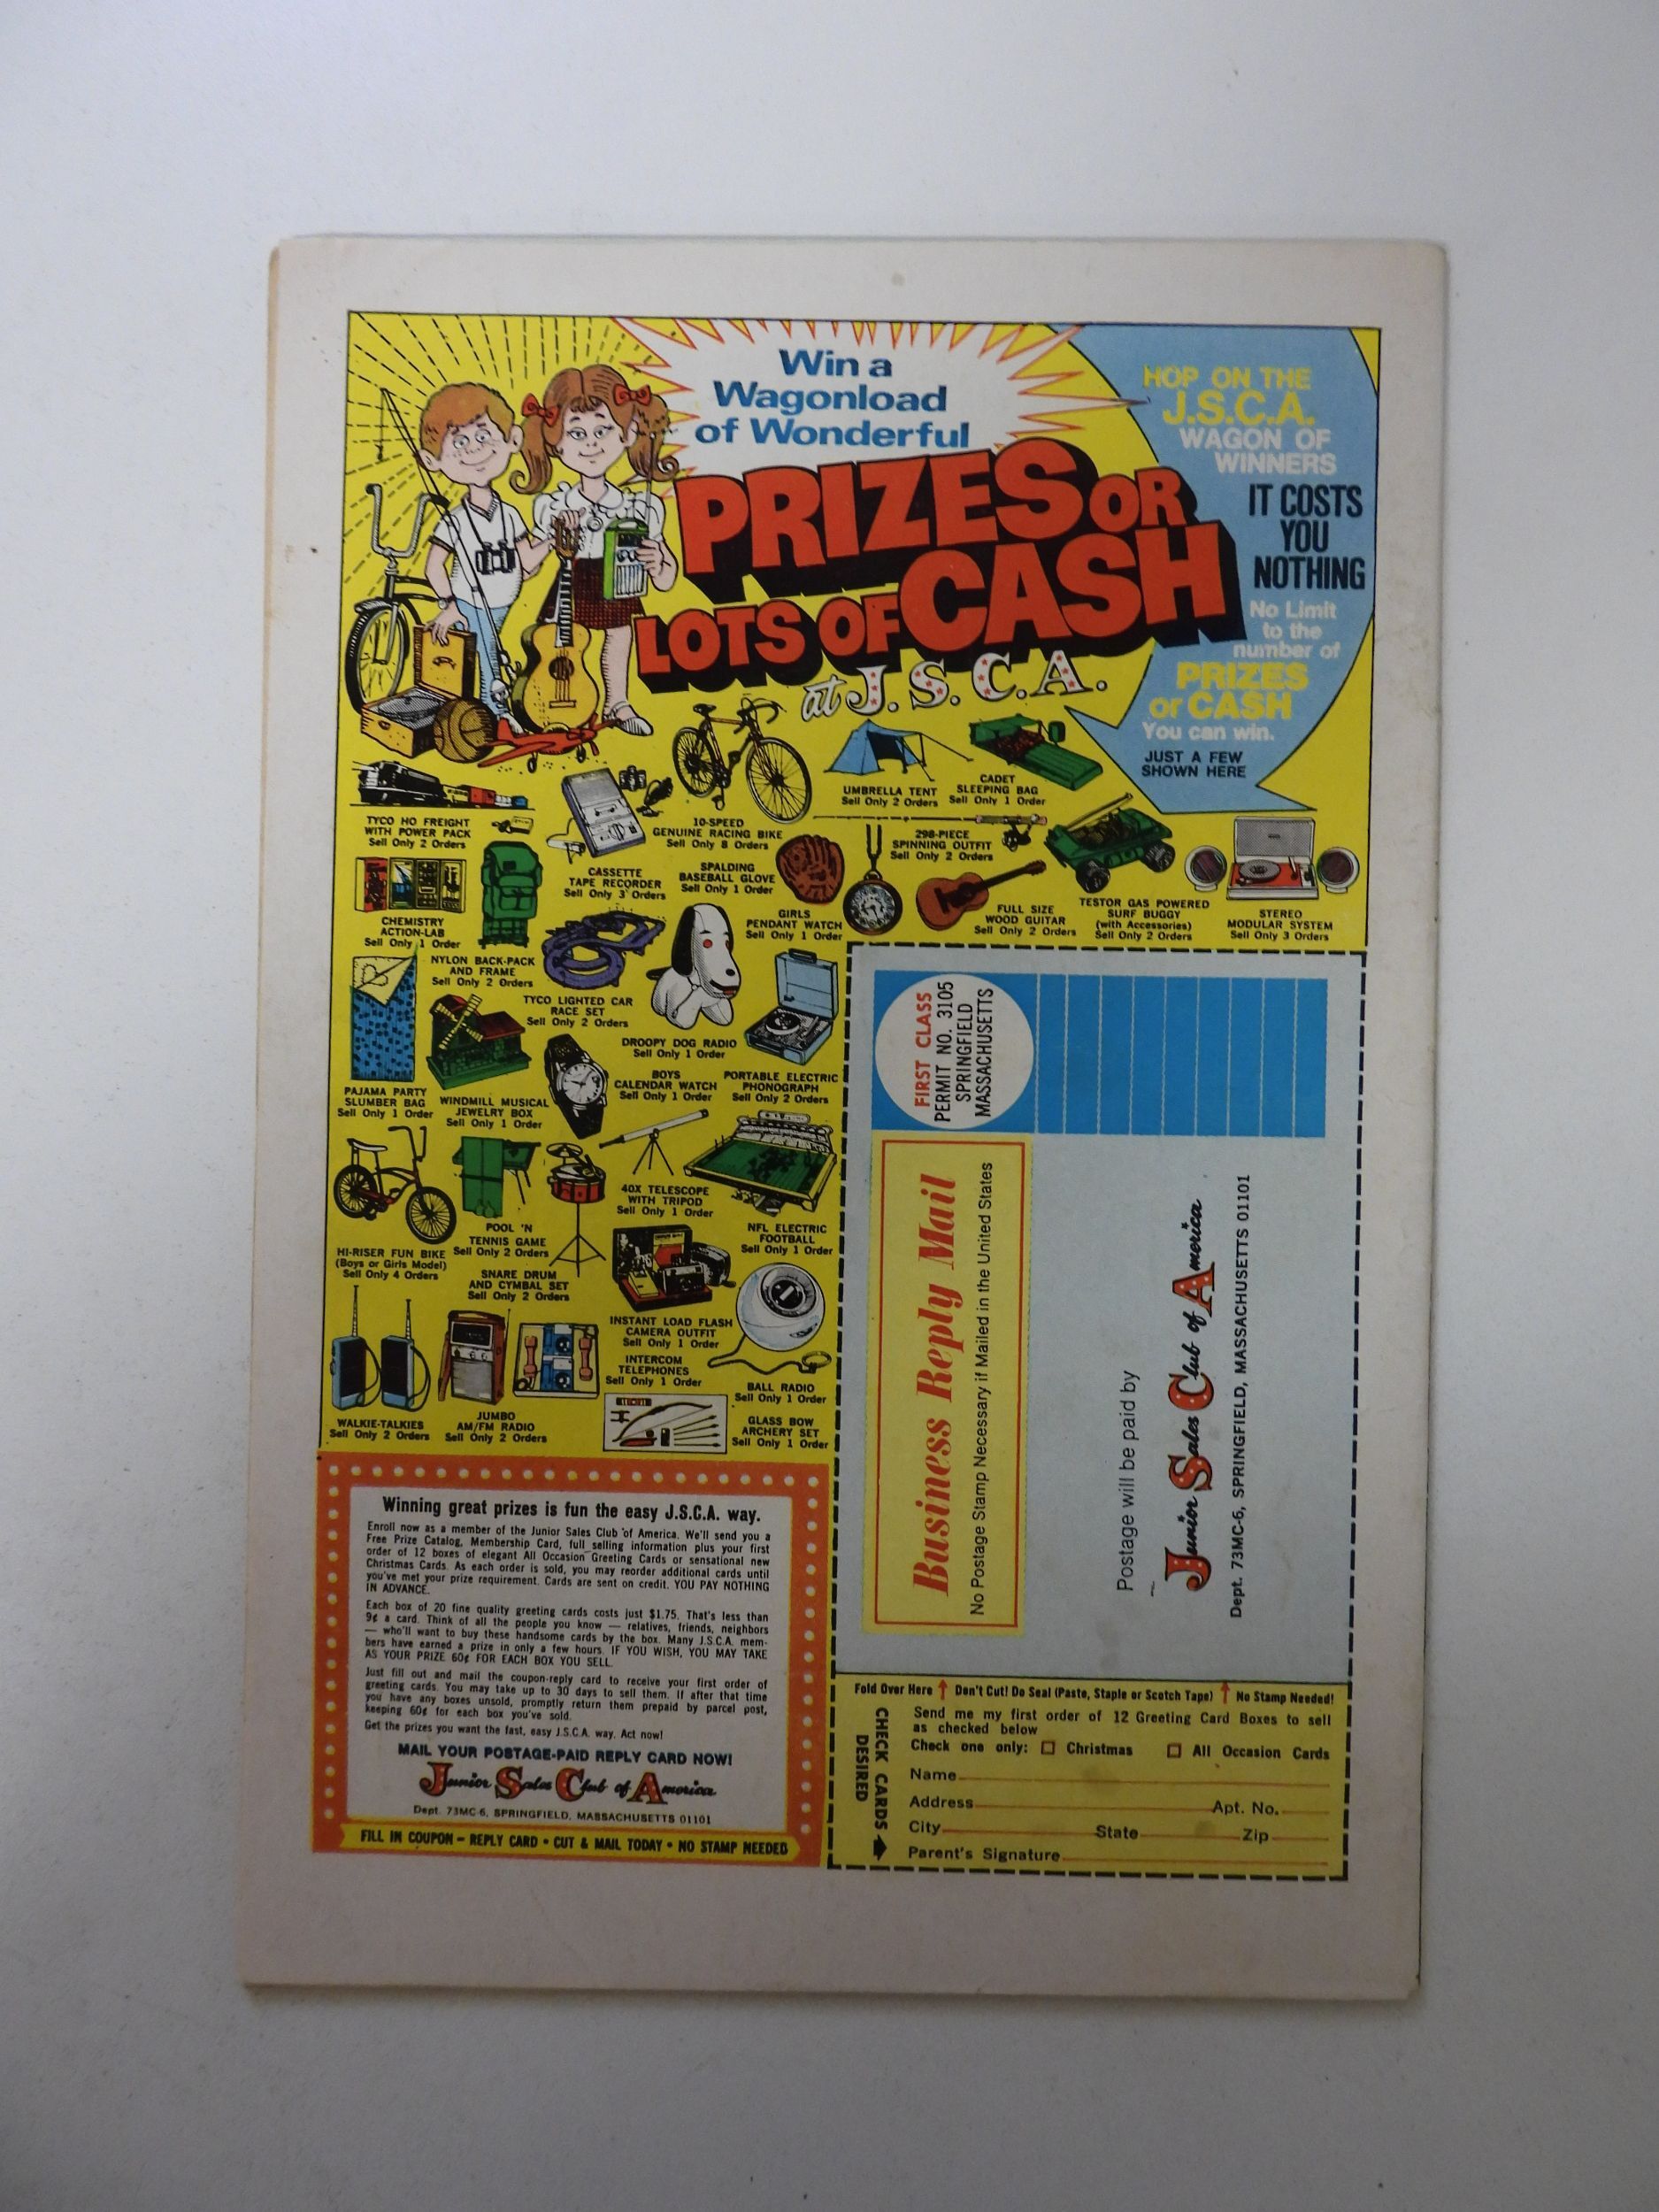 Win a
Wagonload
of Wonderful
PRIZES OR
LOTS OF CASH
at J.S.C.A.
HOP ON THE
J.S.C.A.
WAGON OF
WINNERS
IT COSTS
YOU
NOTHING
No Limit
to the
number of
PRIZES
or CASH
You can win.
JUST A FEW
SHOWN HERE
TYCO HO FREIGHT
WITH POWER PACK
Sell Only 2 Orders
CASSETTE
TAPE RECORDER
Sell Only 3 Orders
10-SPEED
GENUINE RACING BIKE
Sell Only 8 Orders
UMBRELLA TENT
Sell Only 2 Orders
CADET
SLEEPING BAG
Sell Only 1 Order
SPALDING
BASEBALL GLOVE
Sell Only 1 Order
298-PIECE
SPINNING OUTFIT
Sell Only 2 Orders
CHEMISTRY
ACTION-LAB
Sell Only 1 Order
GIRLS
PENDANT WATCH
Sell Only 1 Order
FULL SIZE
WOOD GUITAR
Sell Only 2 Orders
TESTOR GAS POWERED
SURF BUGGY
(with Accessories)
Sell Only 2 Orders
STEREO
MODULAR SYSTEM
Sell Only 3 Orders
NYLON BACK-PACK
AND FRAME
Sell Only 2 Orders
TYCO LIGHTED CAR
RACE SET
Sell Only 2 Orders
DROOPY DOG RADIO
Sell Only 1 Order
PAJAMA PARTY
SLUMBER BAG
Sell Only 1 Order
WINDMILL MUSICAL
JEWELRY BOX
Sell Only 1 Order
BOYS
CALENDAR WATCH
Sell Only 1 Order
PORTABLE ELECTRIC
PHONOGRAPH
Sell Only 2 Orders
HI-RISER FUN BIKE
(Boys or Girls Model)
Sell Only 4 Orders
POOL 'N
TENNIS GAME
Sell Only 2 Orders
SNARE DRUM
AND CYMBAL SET
Sell Only 2 Orders
40X TELESCOPE
WITH TRIPOD
Sell Only 1 Order
NFL ELECTRIC
FOOTBALL
Sell Only 1 Order
INSTANT LOAD FLASH
CAMERA OUTFIT
Sell Only 1 Order
INTERCOM
TELEPHONES
Sell Only 1 Order
BALL RADIO
Sell Only 1 Order
WALKIE-TALKIES
Sell Only 2 Orders
JUMBO
AM/FM RADIO
Sell Only 2 Orders
GLASS BOW
ARCHERY SET
Sell Only 1 Order
Winning great prizes is fun the easy J.S.C.A. way.
Enroll now as a member of the Junior Sales Club of America. We'll send you a
Free Prize Catalog, Membership Card, full selling information plus your first
order of 12 boxes of elegant All Occasion Greeting Cards or sensational new
Christmas Cards. As each order is sold, you may reorder additional cards until
you've met your prize requirement. Cards are sent on credit. YOU PAY NOTHING
IN ADVANCE.
Each box of 20 fine quality greeting cards costs just $1.75. That's less than
9¢ a card. Think of all the people you know — relatives, friends, neighbors
— who'll want to buy these handsome cards by the box. Many J.S.C.A. mem-
bers have earned a prize in only a few hours. IF YOU WISH, YOU MAY TAKE
AS YOUR PRIZE 60¢ FOR EACH BOX YOU SELL.
Just fill out and mail the coupon-reply card to receive your first order of
greeting cards. You may take up to 30 days to sell them. If after that time
you have any boxes unsold, promptly return them prepaid by parcel post,
keeping 60¢ for each box you've sold.
Get the prizes you want the fast, easy J.S.C.A. way. Act now!
MAIL YOUR POSTAGE-PAID REPLY CARD NOW!
Junior Sales Club of America
Dept. 73MC-6, SPRINGFIELD, MASSACHUSETTS 01101
FILL IN COUPON – REPLY CARD • CUT & MAIL TODAY • NO STAMP NEEDED
FIRST CLASS
PERMIT NO. 3105
SPRINGFIELD
MASSACHUSETTS
Business Reply Mail
No Postage Stamp Necessary if Mailed in the United States
Postage will be paid by
Junior Sales Club of America
Dept. 73MC-6, SPRINGFIELD, MASSACHUSETTS 01101
Fold Over Here ↑ Don't Cut! Do Seal (Paste, Staple or Scotch Tape) ↑ No Stamp Needed!
CHECK CARDS
DESIRED
Send me my first order of 12 Greeting Card Boxes to sell
as checked below
Check one only: □ Christmas □ All Occasion Cards
Name
Address Apt. No.
City State Zip
Parent's Signature